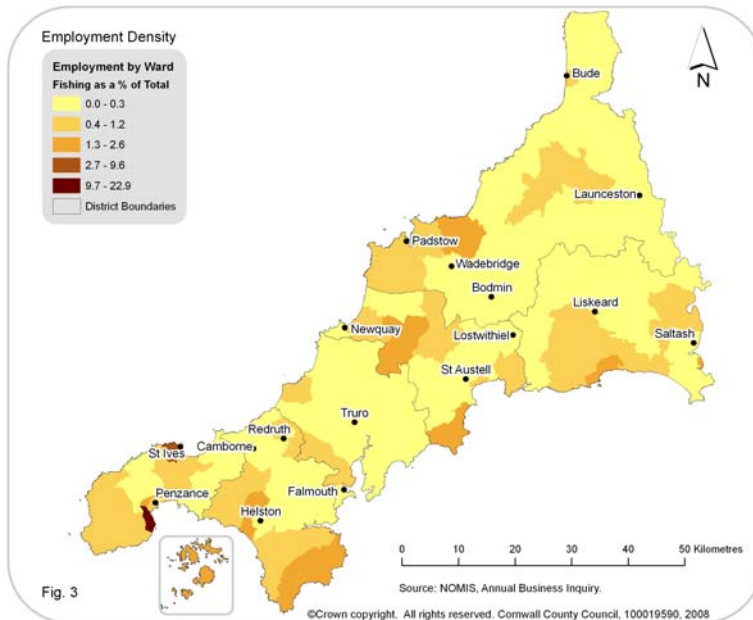 Employment Density
Employment by Ward
Fishing as a % of Total
0.0 - 0.3
0.4 - 1.2
1.3 - 2.6
2.7 - 9.6
9.7 - 22.9
District Boundaries
N
Bude
Launceston
Padstow
Wadebridge
Bodmin
Liskeard
Newquay
Lostwithiel
Saltash
St Austell
Truro
Redruth
Camborne
St Ives
Penzance
Falmouth
Helston
0 10 20 30 40 50 Kilometres
Fig. 3
Source: NOMIS, Annual Business Inquiry.
©Crown copyright. All rights reserved. Cornwall County Council, 100019590, 2008